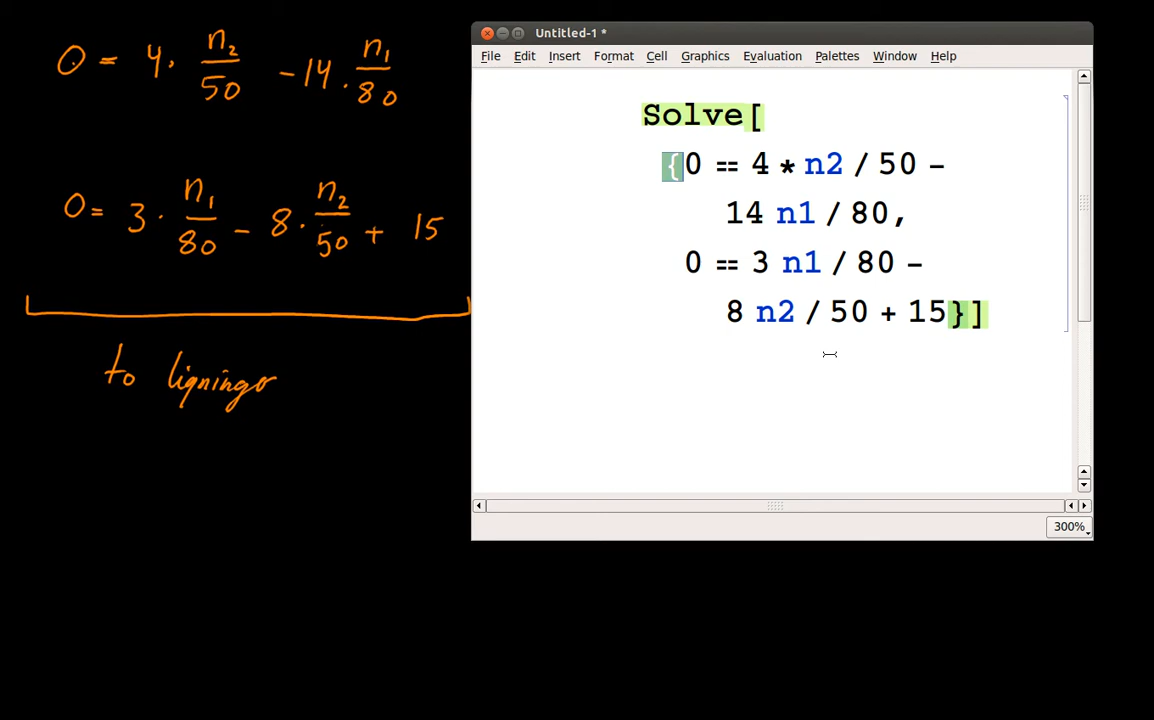 0 = 4 · n₂/50 - 14 · n₁/80
0 = 3 · n₁/80 - 8 · n₂/50 + 15
to ligninger
Untitled-1 *
File Edit Insert Format Cell Graphics Evaluation Palettes Window Help
Solve[
{0 == 4 * n2 / 50 -
14 n1 / 80,
0 == 3 n1 / 80 -
8 n2 / 50 + 15}]
300%